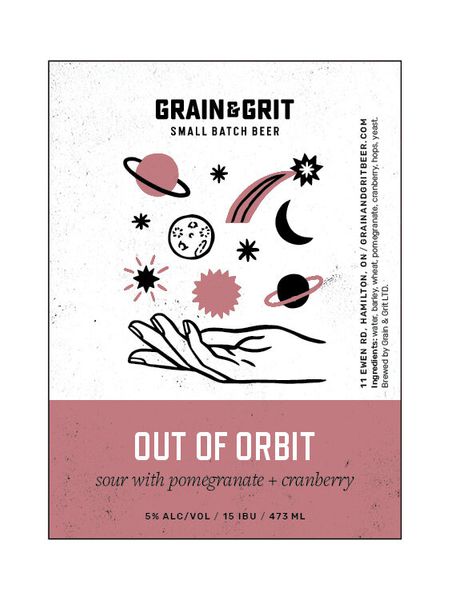 GRAIN&GRIT
SMALL BATCH BEER
11 EWEN RD. HAMILTON, ON / GRAINANDGRITBEER.COM
Ingredients: water, barley, wheat, pomegranate, cranberry, hops, yeast.
Brewed by Grain & Grit LTD.
OUT OF ORBIT
sour with pomegranate + cranberry
5% ALC/VOL / 15 IBU / 473 ML